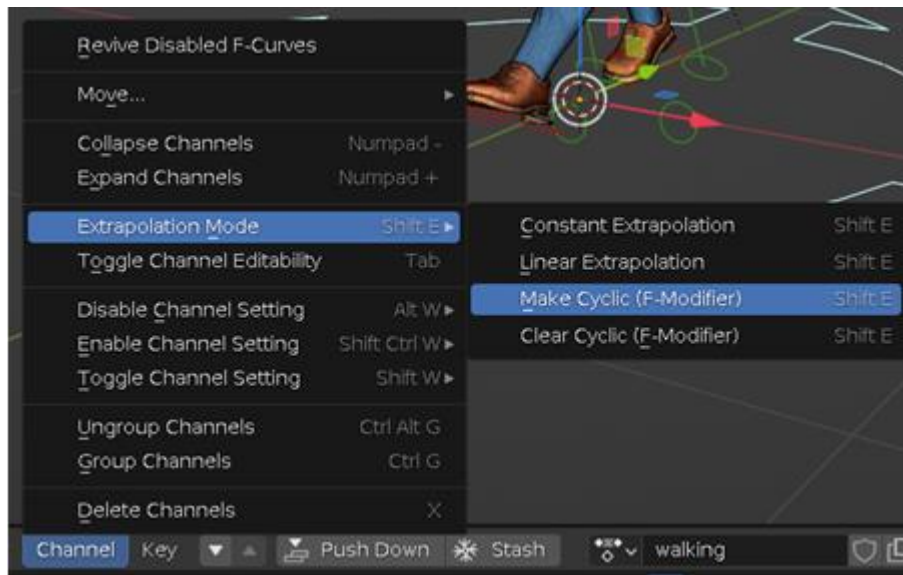 Revive Disabled F-Curves
Move...
Collapse Channels Numpad -
Expand Channels Numpad +
Extrapolation Mode Shift E
Toggle Channel Editability Tab
Disable Channel Setting Alt W
Enable Channel Setting Shift Ctrl W
Toggle Channel Setting Shift W
Ungroup Channels Ctrl Alt G
Group Channels Ctrl G
Delete Channels X
Constant Extrapolation Shift E
Linear Extrapolation Shift E
Make Cyclic (F-Modifier) Shift E
Clear Cyclic (F-Modifier) Shift E
Channel Key Push Down Stash walking